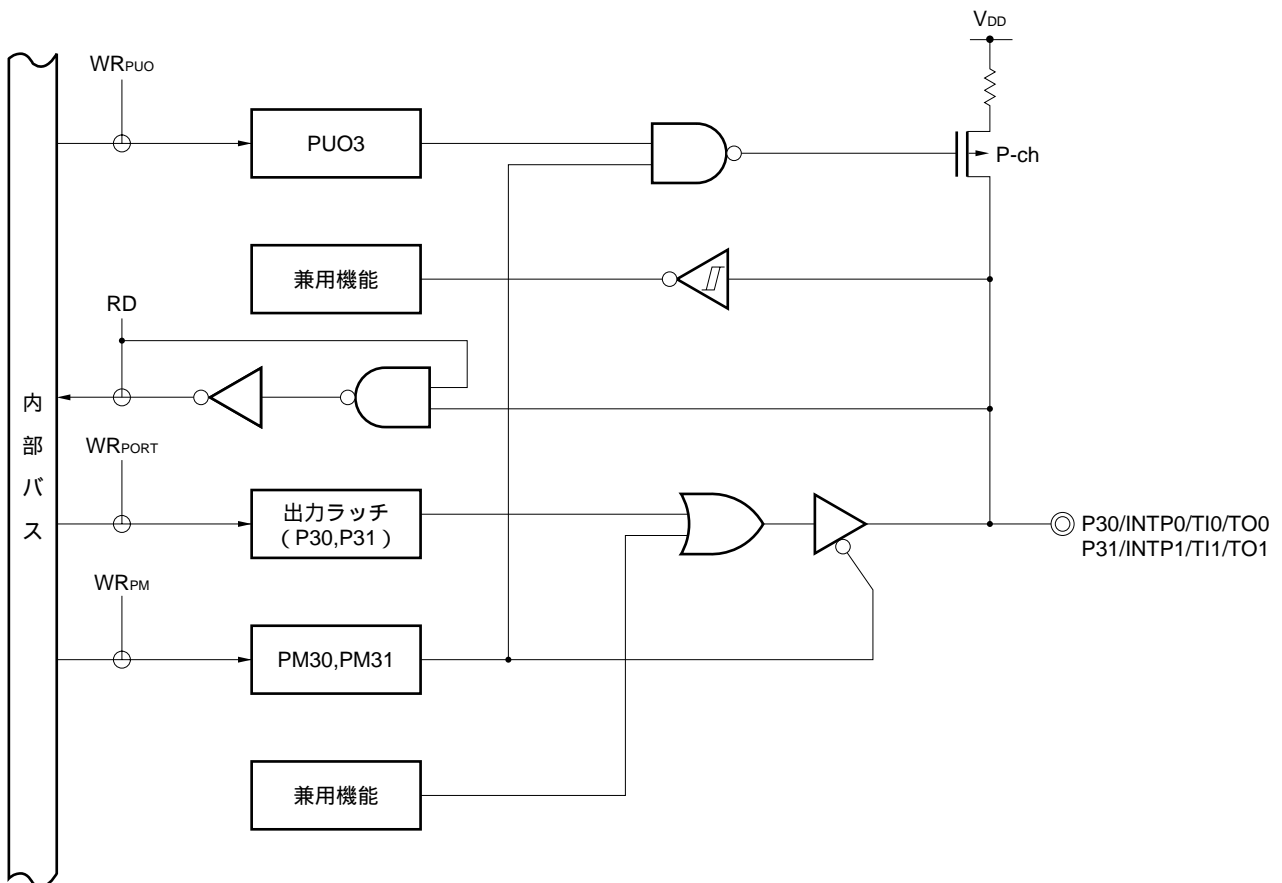 VDD
WRPUO
PUO3
P-ch
兼用機能
RD
内部バス
WRPORT
出力ラッチ
(P30,P31)
P30/INTP0/TI0/TO0
P31/INTP1/TI1/TO1
WRPM
PM30,PM31
兼用機能